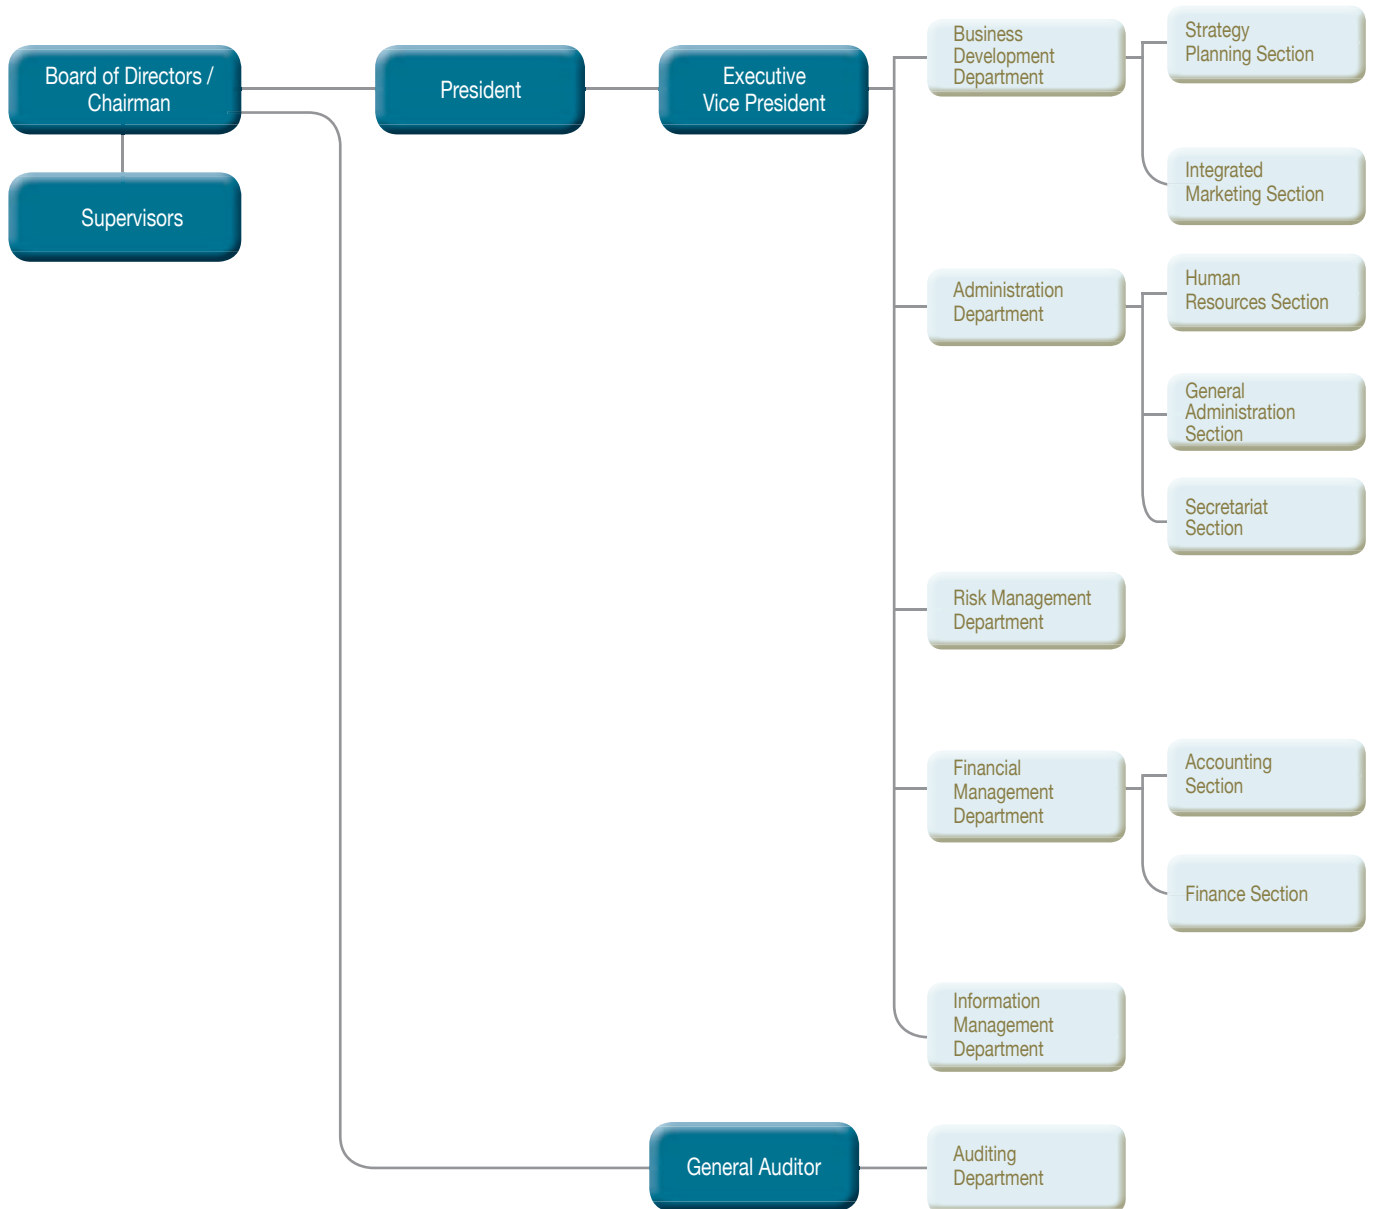 Board of Directors /
Chairman
Supervisors
President
Executive
Vice President
Business
Development
Department
Strategy
Planning Section
Integrated
Marketing Section
Administration
Department
Human
Resources Section
General
Administration
Section
Secretariat
Section
Risk Management
Department
Financial
Management
Department
Accounting
Section
Finance Section
Information
Management
Department
General Auditor
Auditing
Department